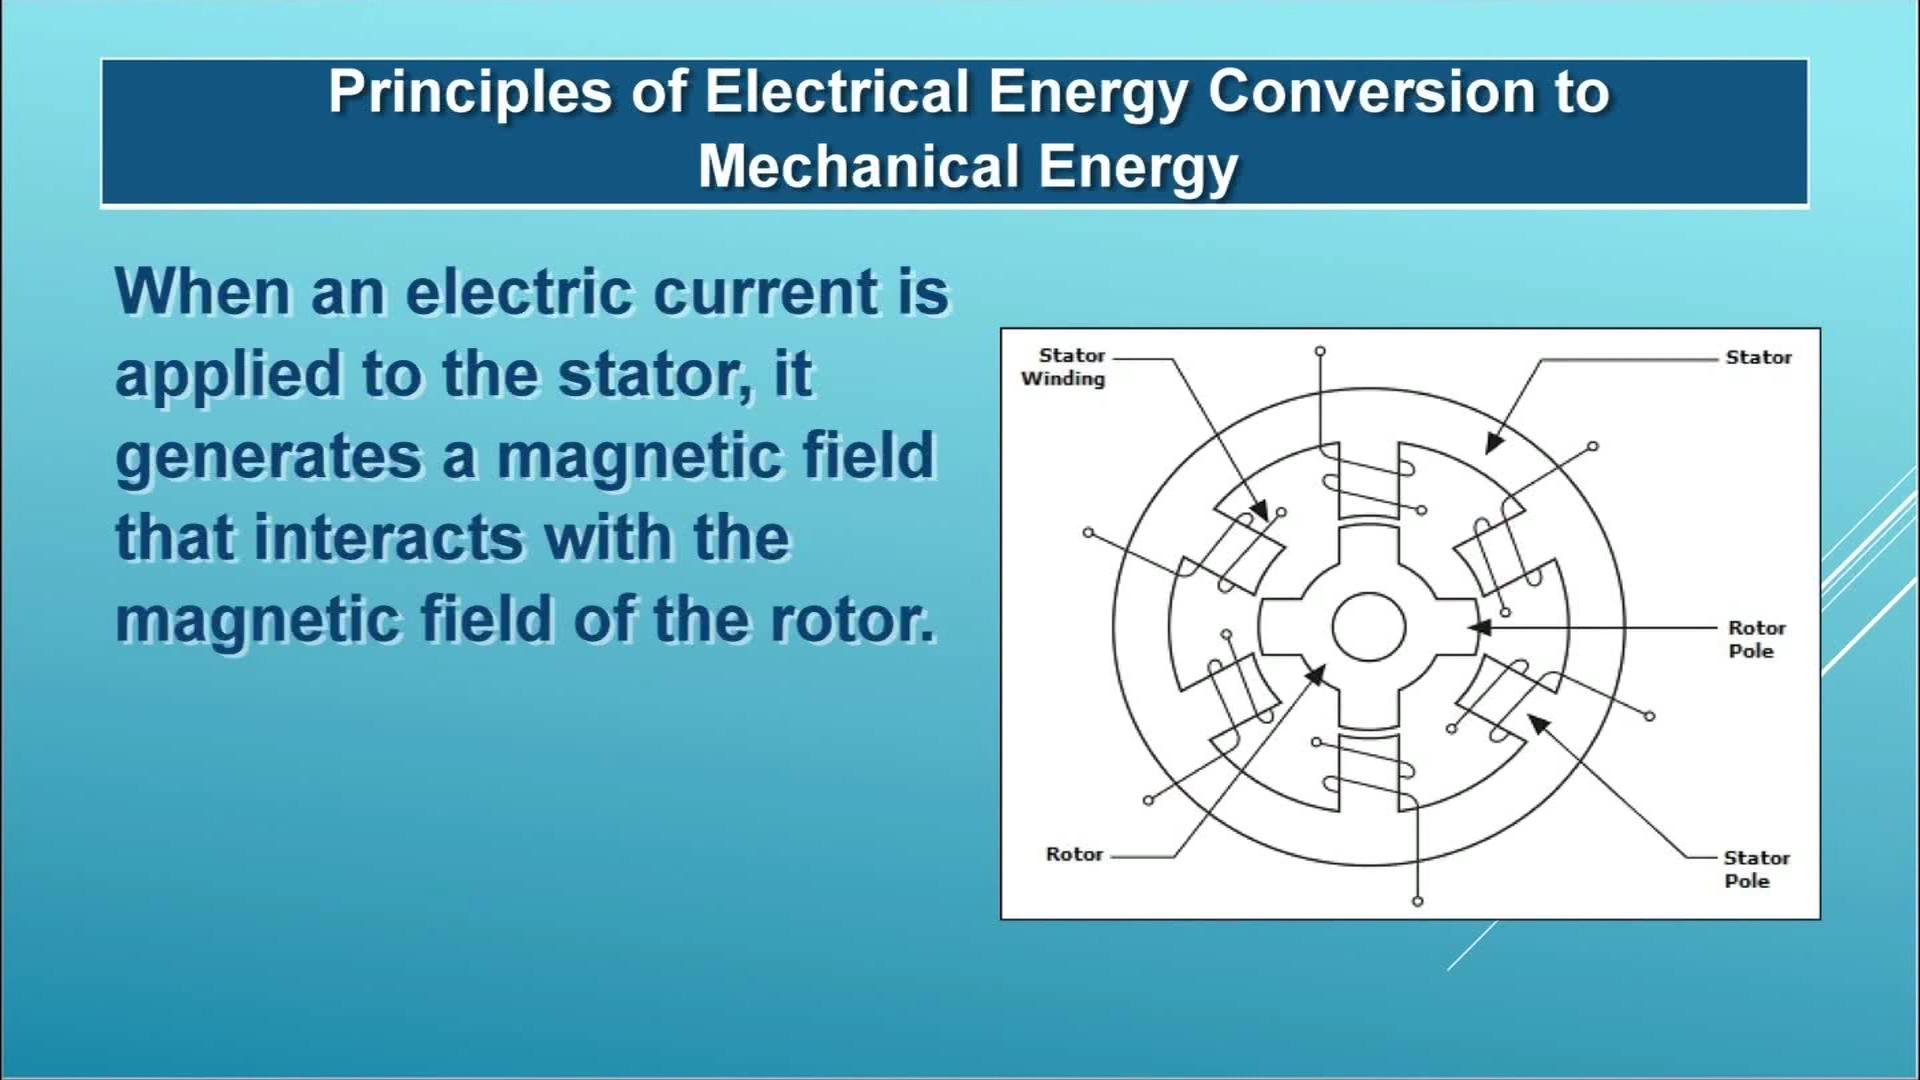 Principles of Electrical Energy Conversion to
Mechanical Energy
When an electric current is
applied to the stator, it
generates a magnetic field
that interacts with the
magnetic field of the rotor.
Stator
Winding
Stator
Rotor
Pole
Rotor
Stator
Pole